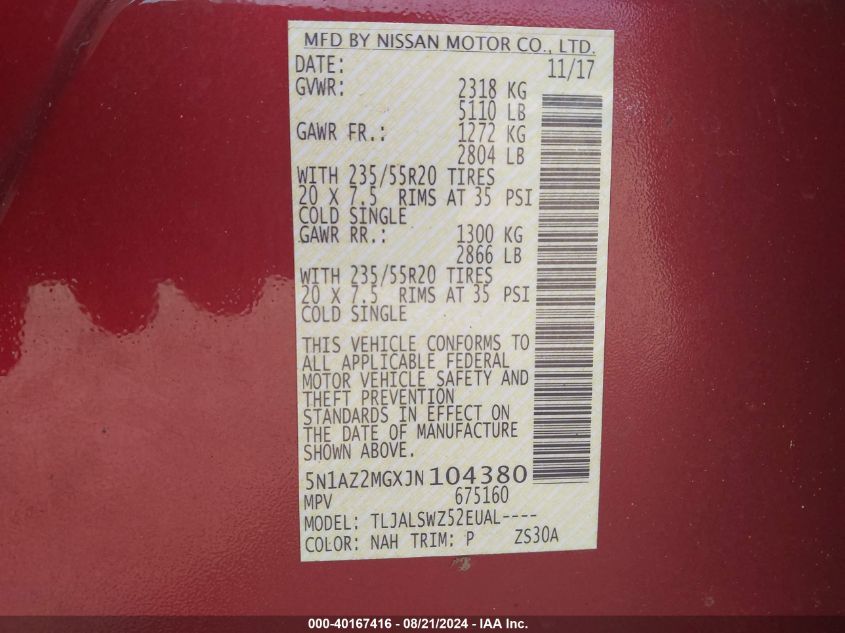 MFD BY NISSAN MOTOR CO., LTD.
DATE: 11/17
GVWR: 2318 KG
5110 LB
GAWR FR.: 1272 KG
2804 LB
WITH 235/55R20 TIRES
20 X 7.5 RIMS AT 35 PSI
COLD SINGLE
GAWR RR.: 1300 KG
2866 LB
WITH 235/55R20 TIRES
20 X 7.5 RIMS AT 35 PSI
COLD SINGLE
THIS VEHICLE CONFORMS TO
ALL APPLICABLE FEDERAL
MOTOR VEHICLE SAFETY AND
THEFT PREVENTION
STANDARDS IN EFFECT ON
THE DATE OF MANUFACTURE
SHOWN ABOVE.
5N1AZ2MGXJN104380
MPV 675160
MODEL: TLJALSWZ52EUAL----
COLOR: NAH TRIM: P ZS30A
000-40167416 - 08/21/2024 - IAA Inc.